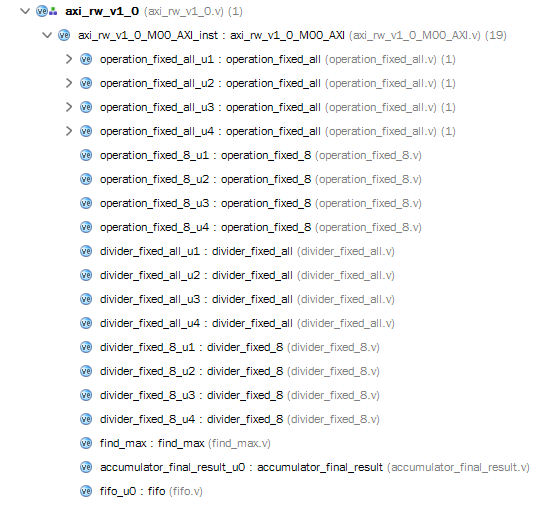 axi_rw_v1_0 (axi_rw_v1_0.v) (1)
axi_rw_v1_0_M00_AXI_inst : axi_rw_v1_0_M00_AXI (axi_rw_v1_0_M00_AXI.v) (19)
operation_fixed_all_u1 : operation_fixed_all (operation_fixed_all.v) (1)
operation_fixed_all_u2 : operation_fixed_all (operation_fixed_all.v) (1)
operation_fixed_all_u3 : operation_fixed_all (operation_fixed_all.v) (1)
operation_fixed_all_u4 : operation_fixed_all (operation_fixed_all.v) (1)
operation_fixed_8_u1 : operation_fixed_8 (operation_fixed_8.v)
operation_fixed_8_u2 : operation_fixed_8 (operation_fixed_8.v)
operation_fixed_8_u3 : operation_fixed_8 (operation_fixed_8.v)
operation_fixed_8_u4 : operation_fixed_8 (operation_fixed_8.v)
divider_fixed_all_u1 : divider_fixed_all (divider_fixed_all.v)
divider_fixed_all_u2 : divider_fixed_all (divider_fixed_all.v)
divider_fixed_all_u3 : divider_fixed_all (divider_fixed_all.v)
divider_fixed_all_u4 : divider_fixed_all (divider_fixed_all.v)
divider_fixed_8_u1 : divider_fixed_8 (divider_fixed_8.v)
divider_fixed_8_u2 : divider_fixed_8 (divider_fixed_8.v)
divider_fixed_8_u3 : divider_fixed_8 (divider_fixed_8.v)
divider_fixed_8_u4 : divider_fixed_8 (divider_fixed_8.v)
find_max : find_max (find_max.v)
accumulator_final_result_u0 : accumulator_final_result (accumulator_final_result.v)
fifo_u0 : fifo (fifo.v)